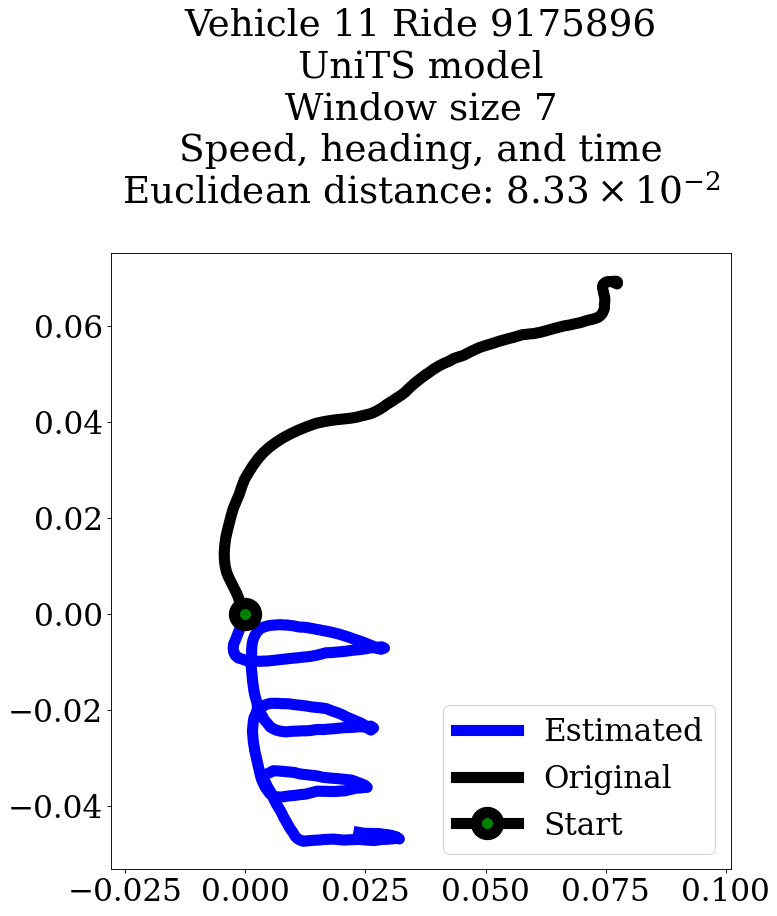 Vehicle 11 Ride 9175896
UniTS model
Window size 7
Speed, heading, and time
Euclidean distance: 8.33 × 10⁻²
0.06
0.04
0.02
0.00
−0.02
−0.04
Estimated
Original
Start
−0.025 0.000 0.025 0.050 0.075 0.100